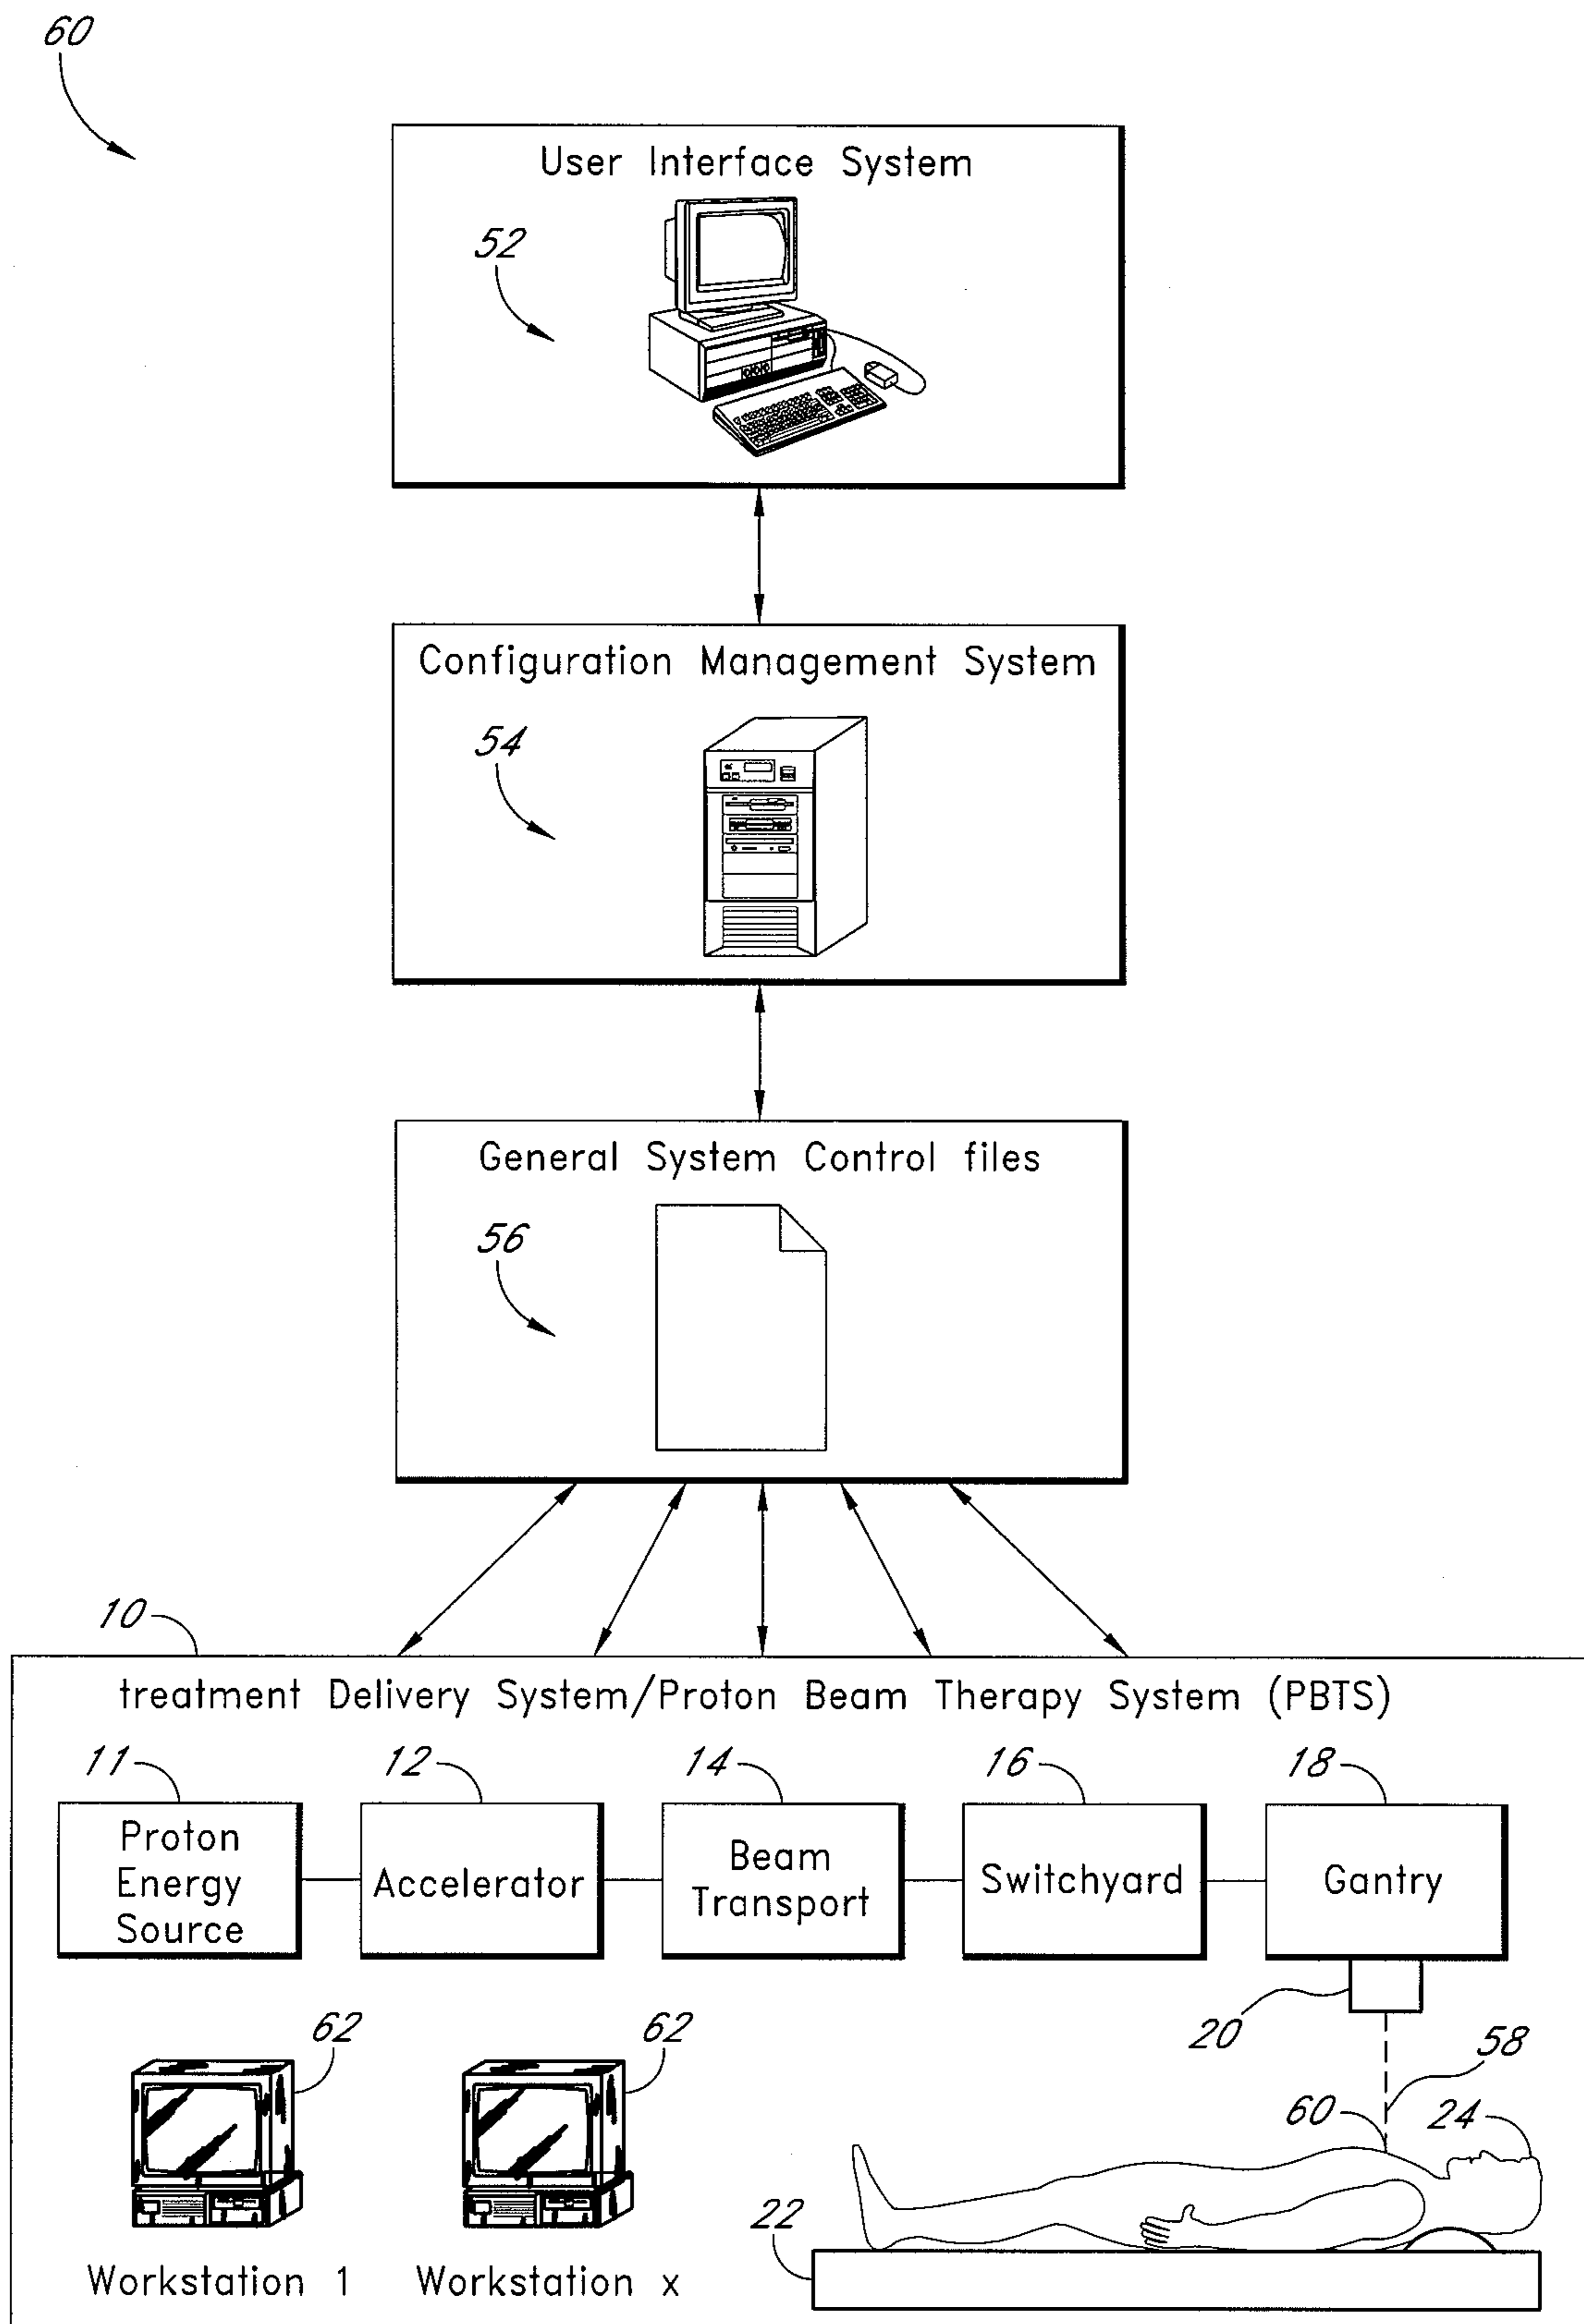 60
User Interface System
52
Configuration Management System
54
General System Control files
56
10
treatment Delivery System/Proton Beam Therapy System (PBTS)
11
12
14
16
18
Proton
Energy
Source
Accelerator
Beam
Transport
Switchyard
Gantry
62
62
20
58
60
24
22
Workstation 1
Workstation x